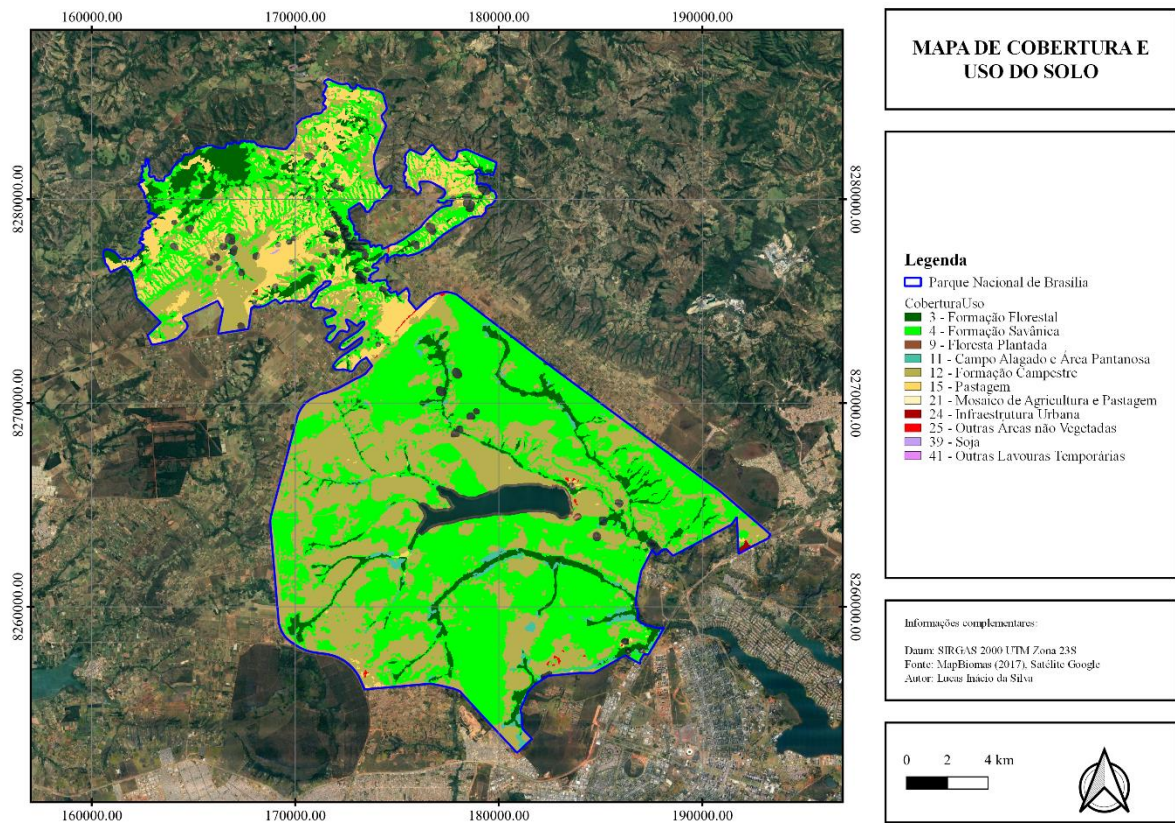 160000.00 170000.00 180000.00 190000.00
MAPA DE COBERTURA E
USO DO SOLO
8280000.00 8280000.00
8270000.00 8270000.00
8260000.00 8260000.00
Legenda
Parque Nacional de Brasília
CoberturaUso
3 - Formação Florestal
4 - Formação Savânica
9 - Floresta Plantada
11 - Campo Alagado e Área Pantanosa
12 - Formação Campestre
15 - Pastagem
21 - Mosaico de Agricultura e Pastagem
24 - Infraestrutura Urbana
25 - Outras Áreas não Vegetadas
39 - Soja
41 - Outras Lavouras Temporárias
Informações complementares:
Daum: SIRGAS 2000 UTM Zona 23S
Fonte: MapBiomas (2017), Satélite Google
Autor: Lucas Inácio da Silva
0 2 4 km
160000.00 170000.00 180000.00 190000.00